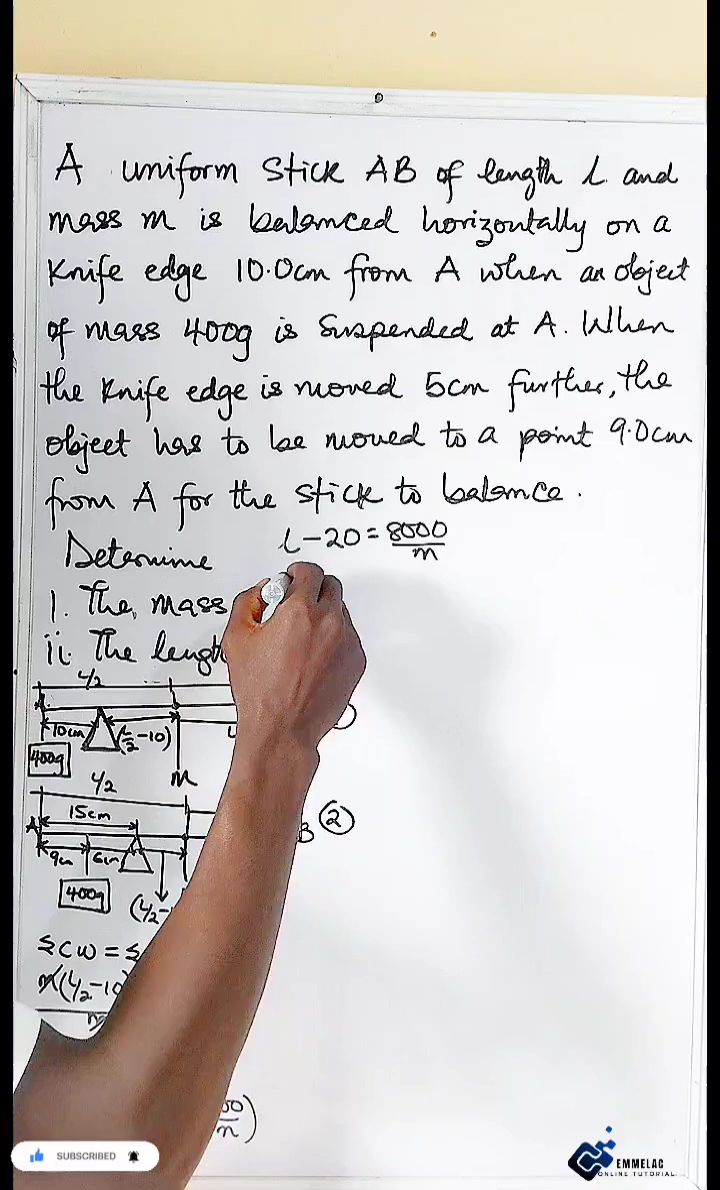 A uniform stick AB of length L and
mass m is balanced horizontally on a
Knife edge 10.0cm from A when an object
of mass 400g is suspended at A. When
the Knife edge is moved 5cm further, the
object has to be moved to a point 9.0cm
from A for the stick to balance.
Determine
L-20=8000/m
i. The mass
ii. The length
L/2
10cm (L/2-10)
400g
m
L/2
15cm
A B ②
9cm 6cm
400g (L/2-
ΣCW = Σ
m(L/2-10)
SUBSCRIBED
EMMELAC
ONLINE TUTORIAL